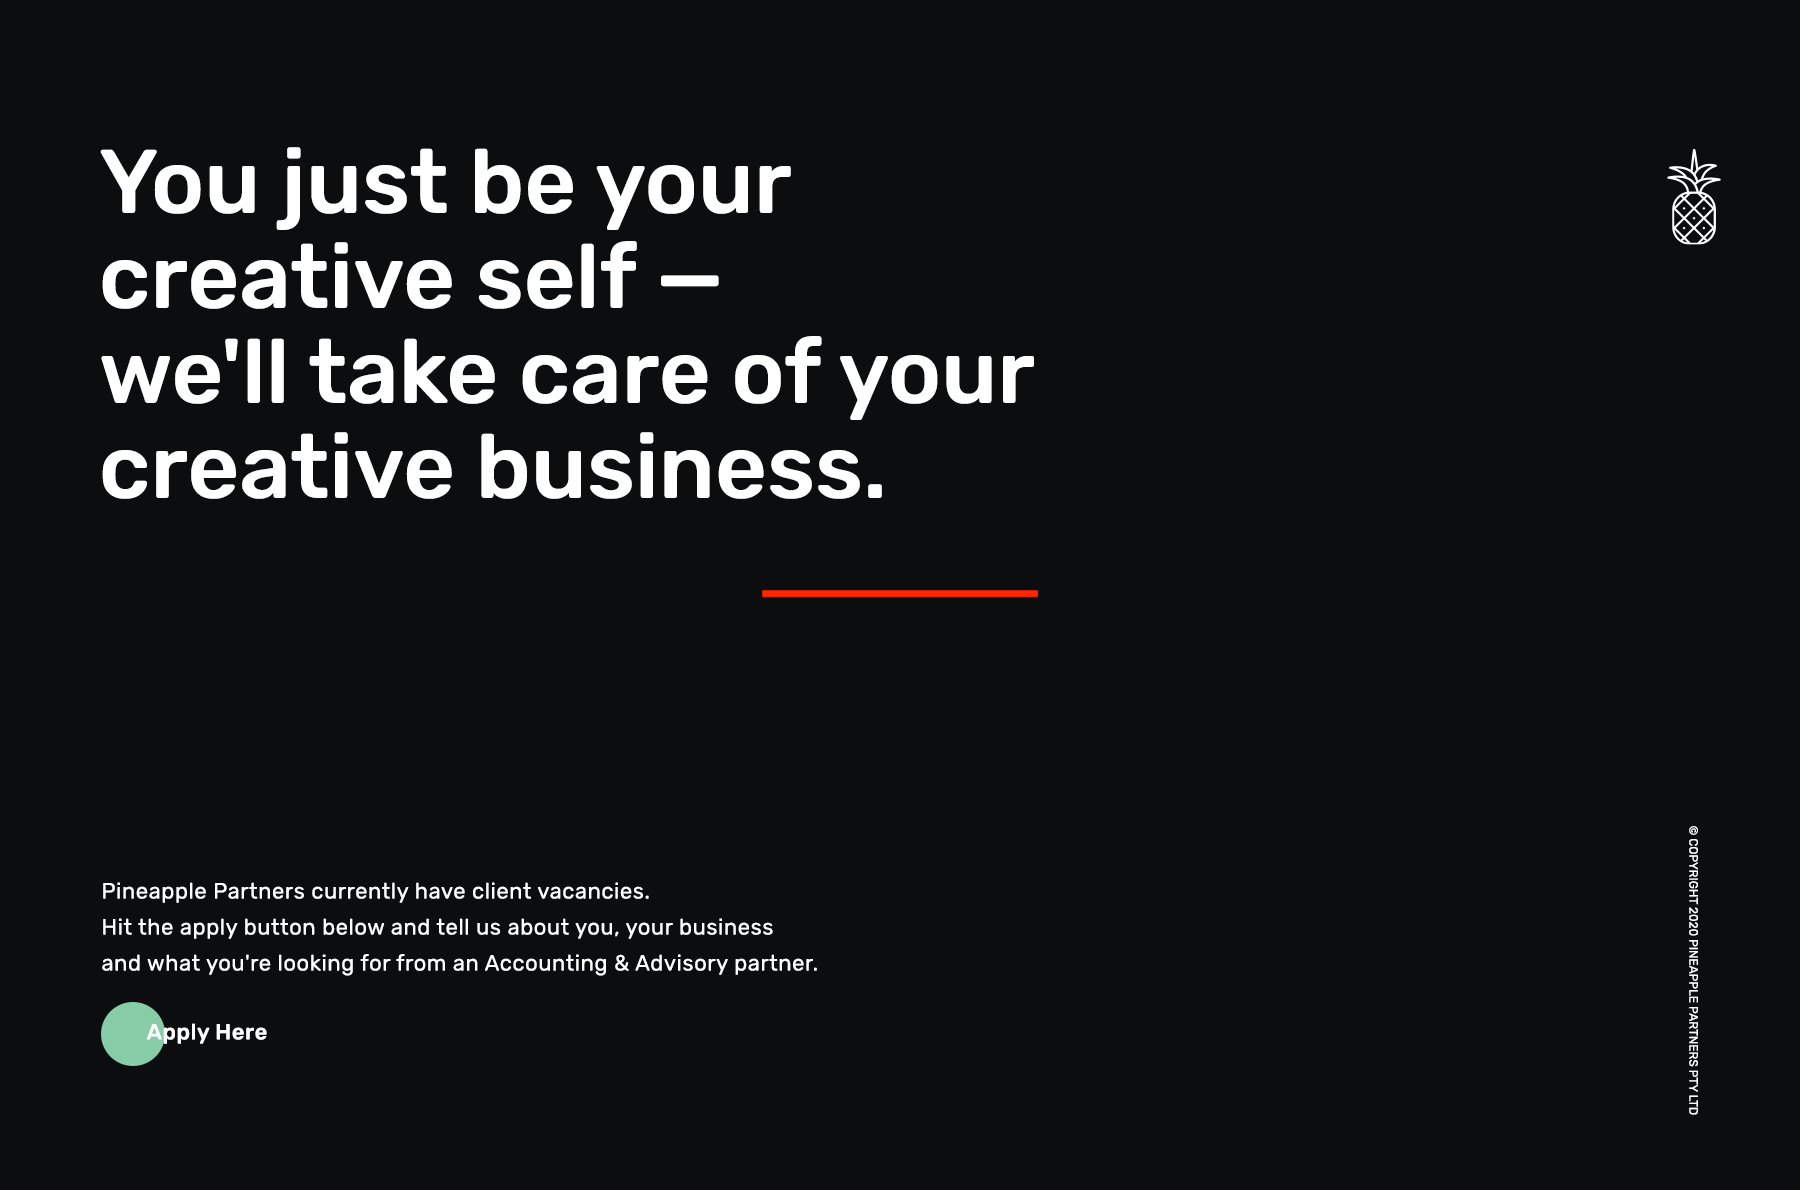 You just be your
creative self —
we'll take care of your
creative business.
Pineapple Partners currently have client vacancies.
Hit the apply button below and tell us about you, your business
and what you're looking for from an Accounting & Advisory partner.
Apply Here
© COPYRIGHT 2020 PINEAPPLE PARTNERS PTY LTD